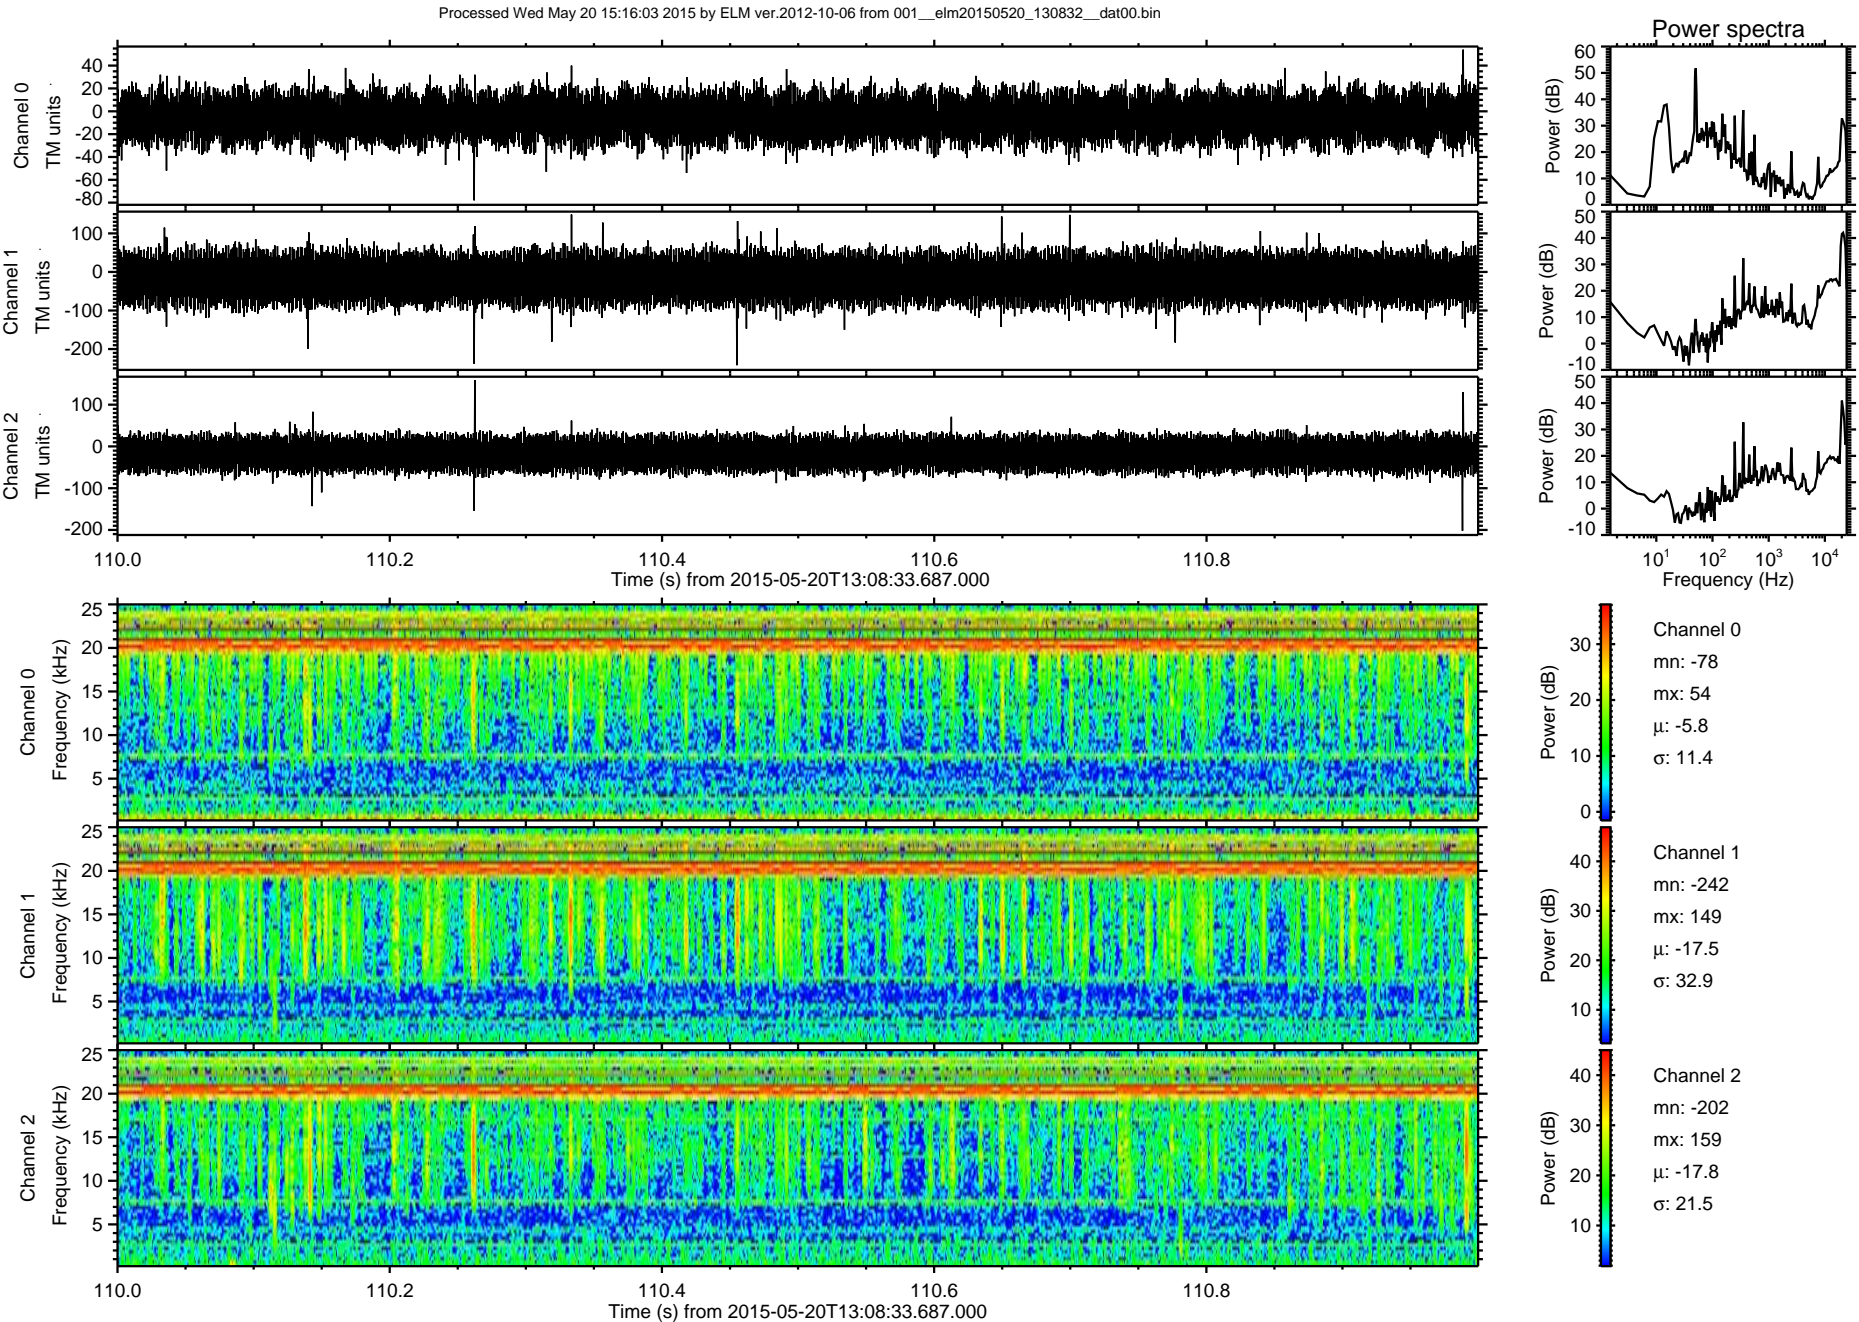 Processed Wed May 20 15:16:03 2015 by ELM ver.2012-10-06 from 001__elm20150520_130832__dat00.bin
Power spectra
Channel 0
TM units
40
20
0
-20
-40
-60
-80
Power (dB)
60
50
40
30
20
10
0
Channel 1
TM units
100
0
-100
-200
Power (dB)
50
40
30
20
10
0
-10
Channel 2
TM units
100
0
-100
-200
Power (dB)
50
40
30
20
10
0
-10
110.0 110.2 110.4 110.6 110.8
Time (s) from 2015-05-20T13:08:33.687.000
10^1 10^2 10^3 10^4
Frequency (Hz)
Channel 0
Frequency (kHz)
25
20
15
10
5
Power (dB)
30
20
10
0
Channel 0
mn: -78
mx: 54
μ: -5.8
σ: 11.4
Channel 1
Frequency (kHz)
25
20
15
10
5
Power (dB)
40
30
20
10
Channel 1
mn: -242
mx: 149
μ: -17.5
σ: 32.9
Channel 2
Frequency (kHz)
25
20
15
10
5
Power (dB)
40
30
20
10
Channel 2
mn: -202
mx: 159
μ: -17.8
σ: 21.5
110.0 110.2 110.4 110.6 110.8
Time (s) from 2015-05-20T13:08:33.687.000